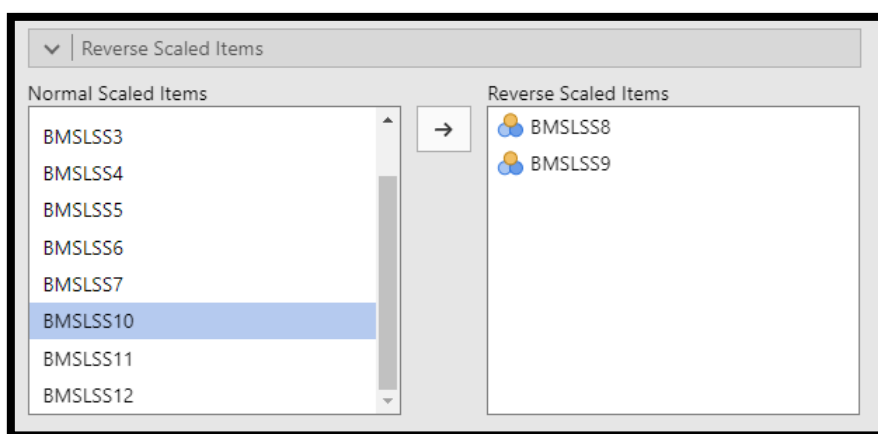 Reverse Scaled Items
Normal Scaled Items
BMSLSS3
BMSLSS4
BMSLSS5
BMSLSS6
BMSLSS7
BMSLSS10
BMSLSS11
BMSLSS12
Reverse Scaled Items
BMSLSS8
BMSLSS9